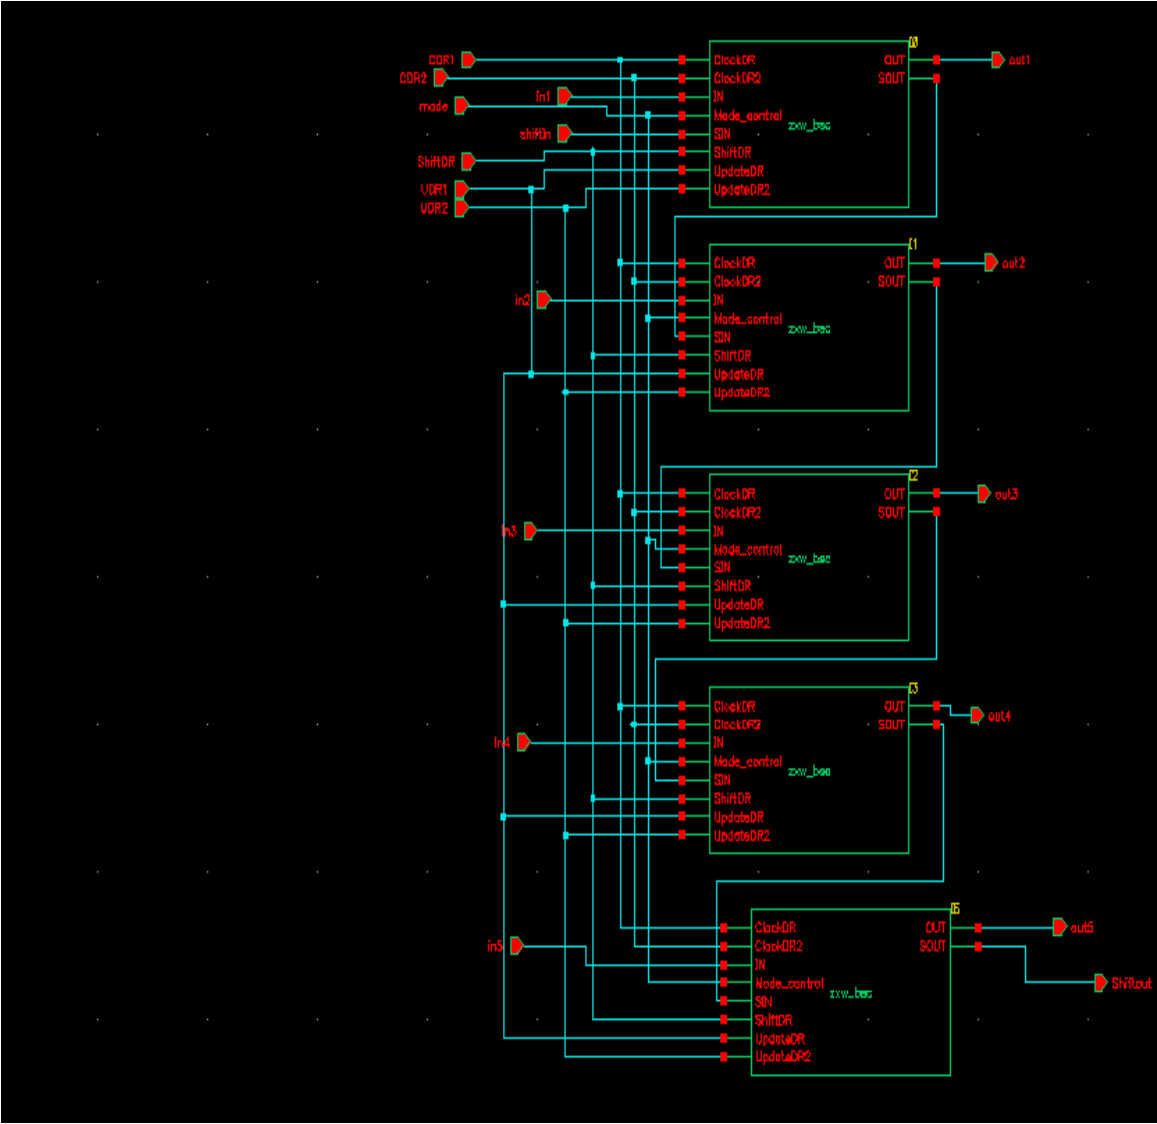 I0
CDR1
ClockDR
OUT
out1
CDR2
ClockDR2
SOUT
In1
IN
mode
Mode_control
zxw_bsc
shiftIn
SIN
ShiftDR
ShiftDR
UDR1
UpdateDR
UDR2
UpdateDR2
I1
ClockDR
OUT
out2
ClockDR2
SOUT
in2
IN
Mode_control
zxw_bsc
SIN
ShiftDR
UpdateDR
UpdateDR2
I2
ClockDR
OUT
out3
ClockDR2
SOUT
In3
IN
Mode_control
zxw_bsc
SIN
ShiftDR
UpdateDR
UpdateDR2
I3
ClockDR
OUT
out4
ClockDR2
SOUT
In4
IN
Mode_control
zxw_bsc
SIN
ShiftDR
UpdateDR
UpdateDR2
ClockDR
OUT
out5
in5
ClockDR2
SOUT
IN
Mode_control
Shiftout
zxw_bsc
SIN
ShiftDR
UpdateDR
UpdateDR2